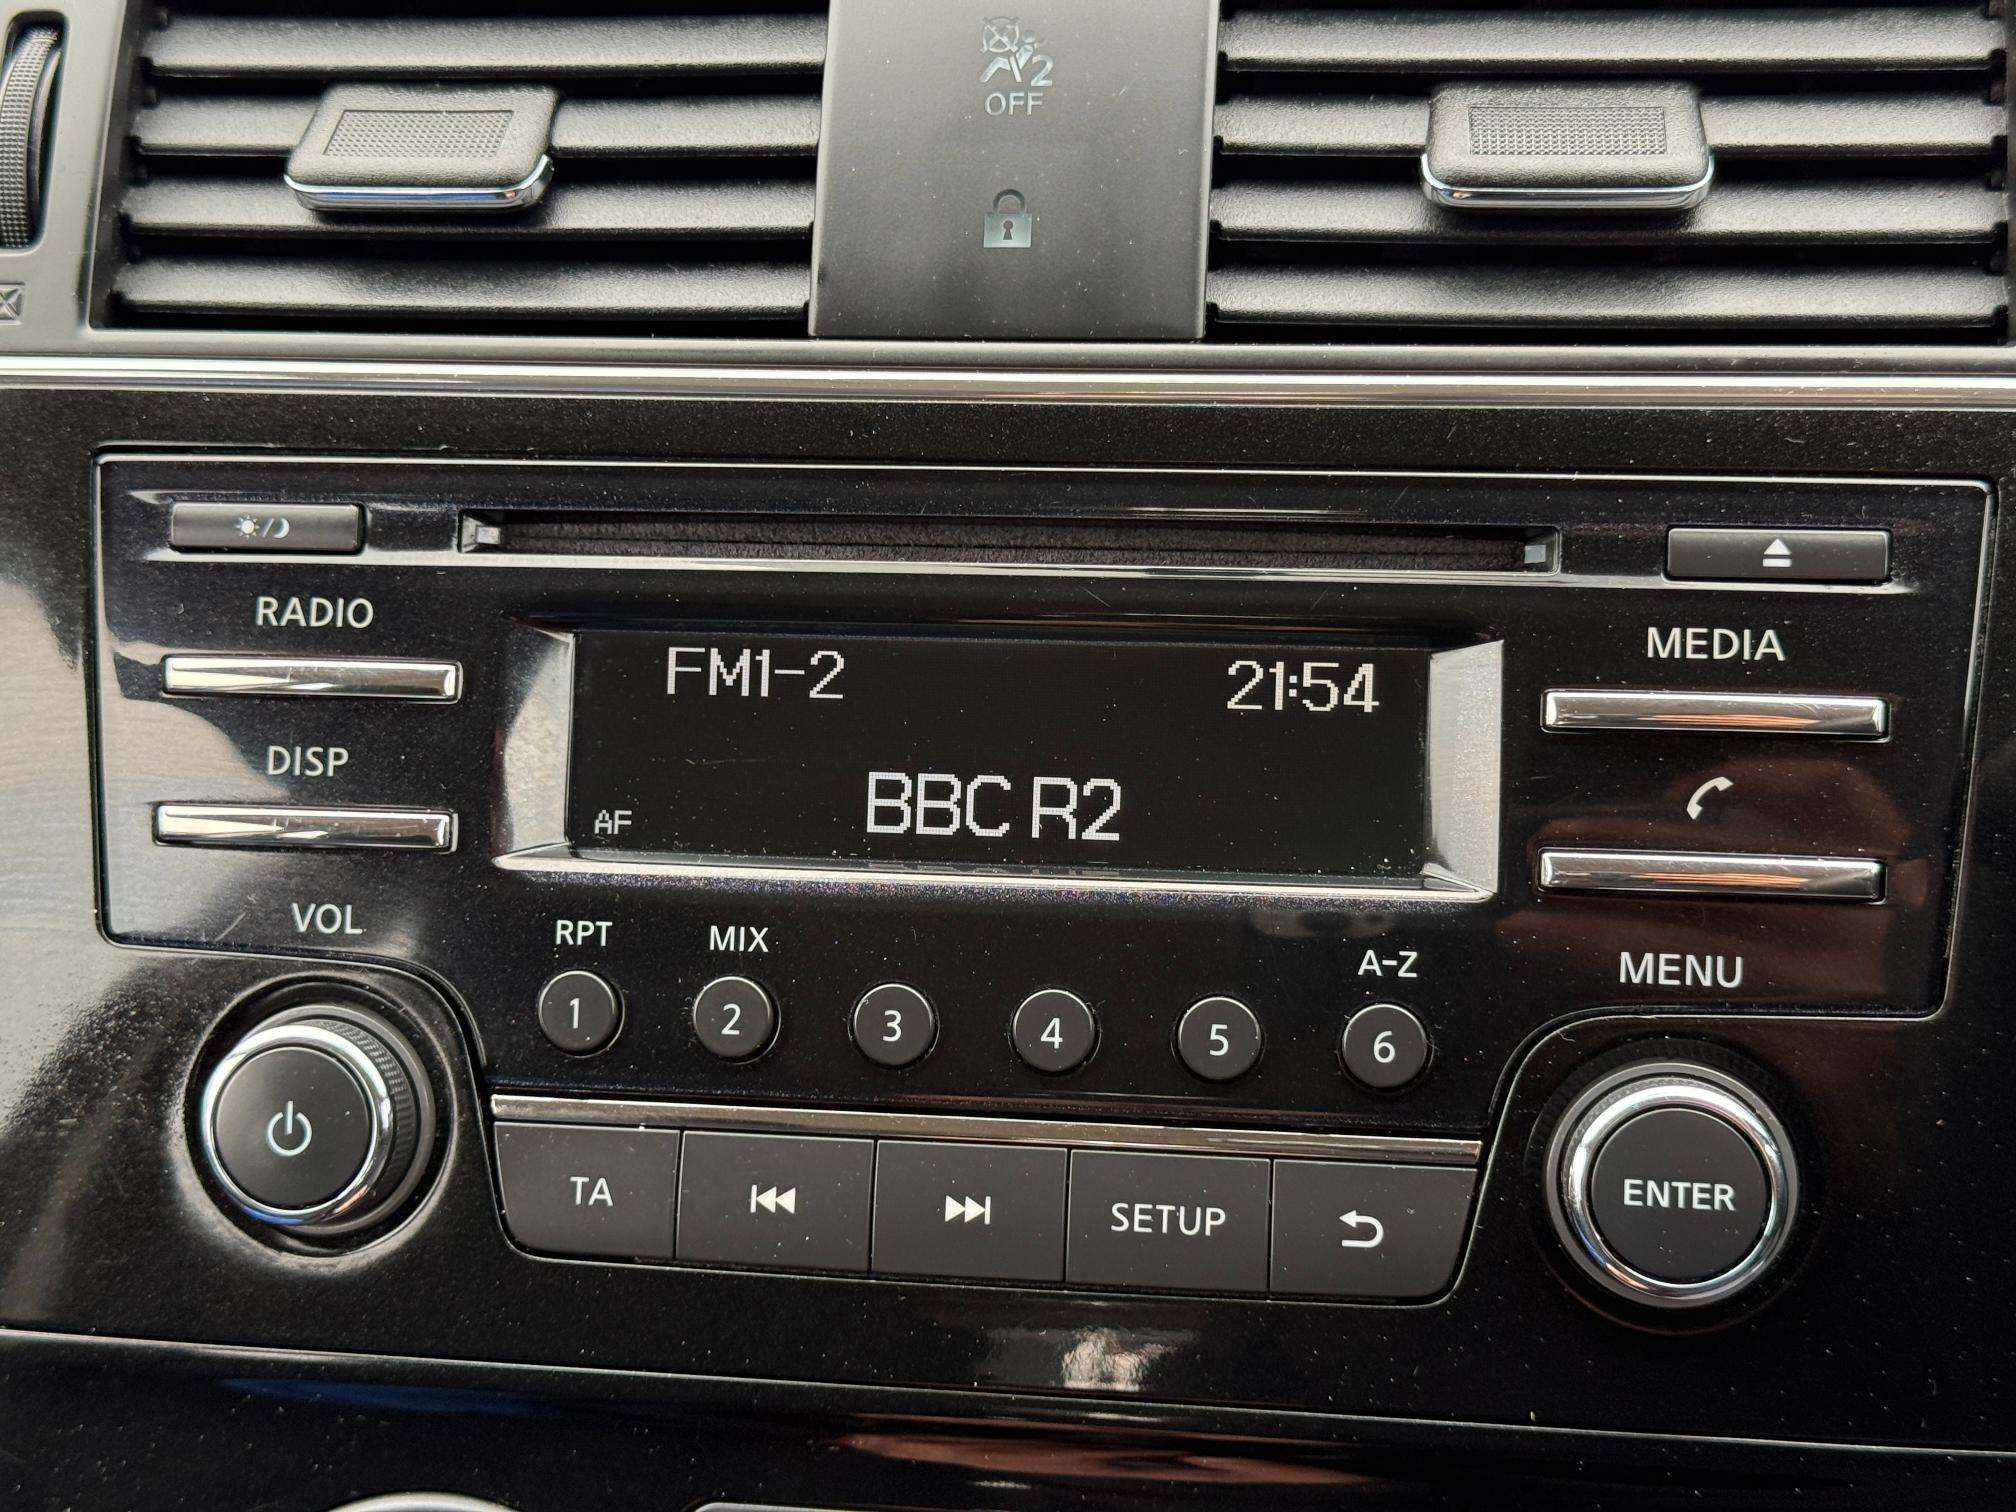 2
OFF
RADIO
MEDIA
FM1-2 21:54
DISP
AF BBC R2
VOL
RPT MIX A-Z
MENU
1 2 3 4 5 6
TA SETUP ENTER